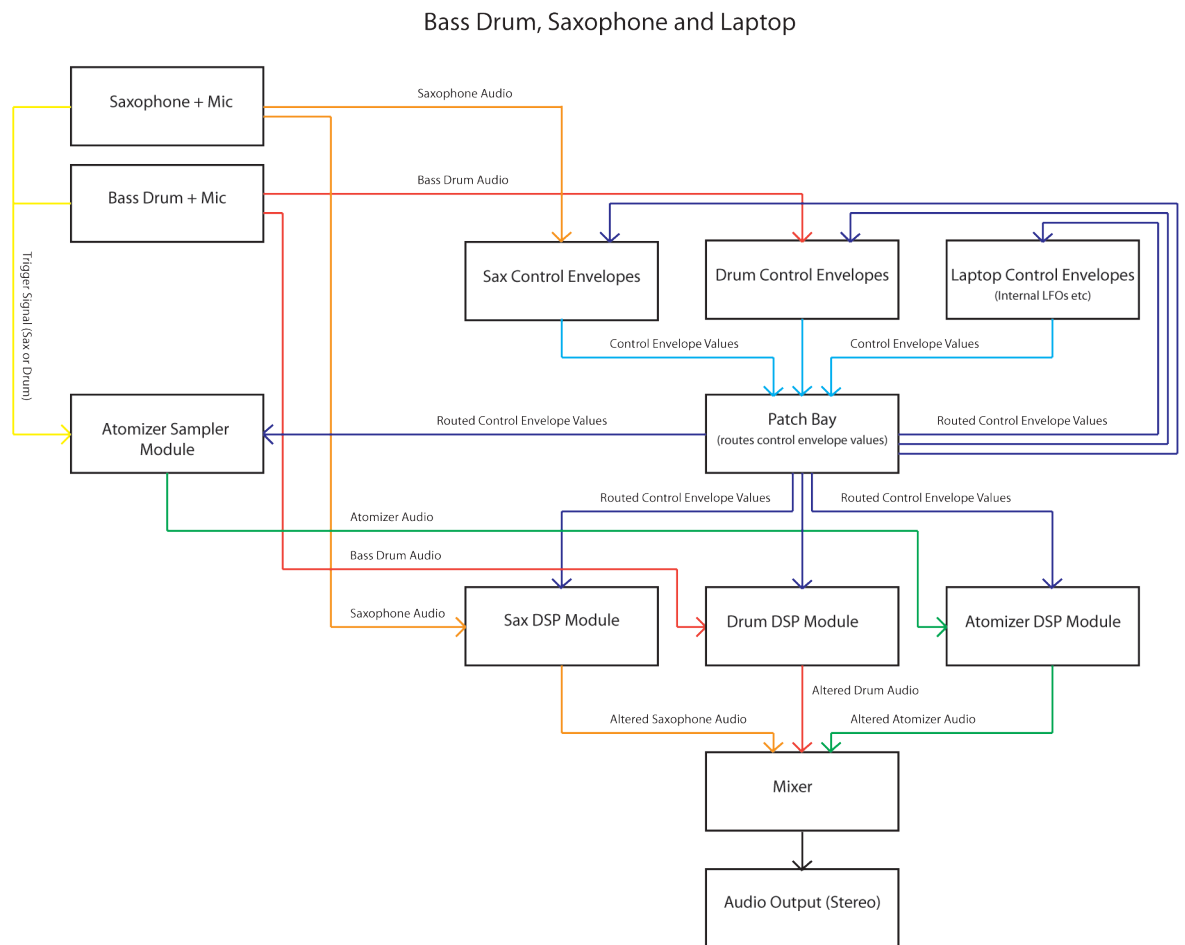 Bass Drum, Saxophone and Laptop
Saxophone + Mic
Saxophone Audio
Bass Drum + Mic
Bass Drum Audio
Trigger Signal (Sax or Drum)
Sax Control Envelopes
Drum Control Envelopes
Laptop Control Envelopes
(Internal LFOs etc)
Control Envelope Values
Control Envelope Values
Atomizer Sampler
Module
Routed Control Envelope Values
Patch Bay
(routes control envelope values)
Routed Control Envelope Values
Routed Control Envelope Values
Routed Control Envelope Values
Atomizer Audio
Bass Drum Audio
Saxophone Audio
Sax DSP Module
Drum DSP Module
Atomizer DSP Module
Altered Drum Audio
Altered Saxophone Audio
Altered Atomizer Audio
Mixer
Audio Output (Stereo)